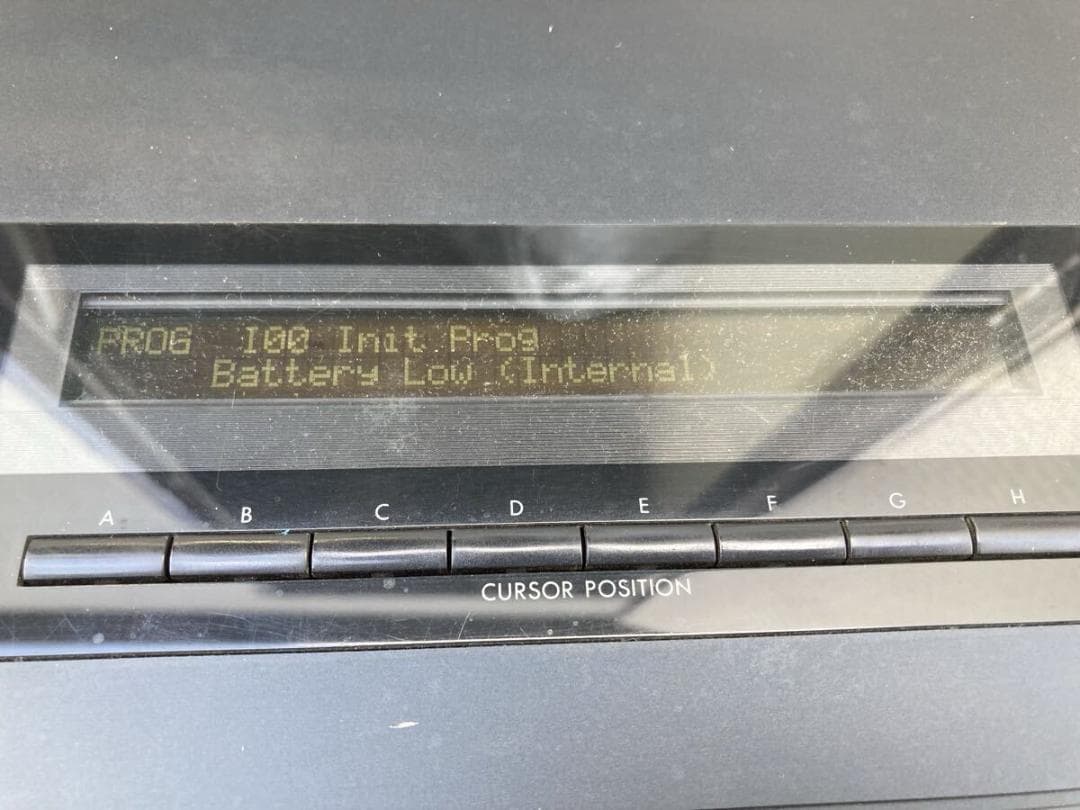 PROG I00 Init Prog
Battery Low (Internal)
A B C D E F G H
CURSOR POSITION